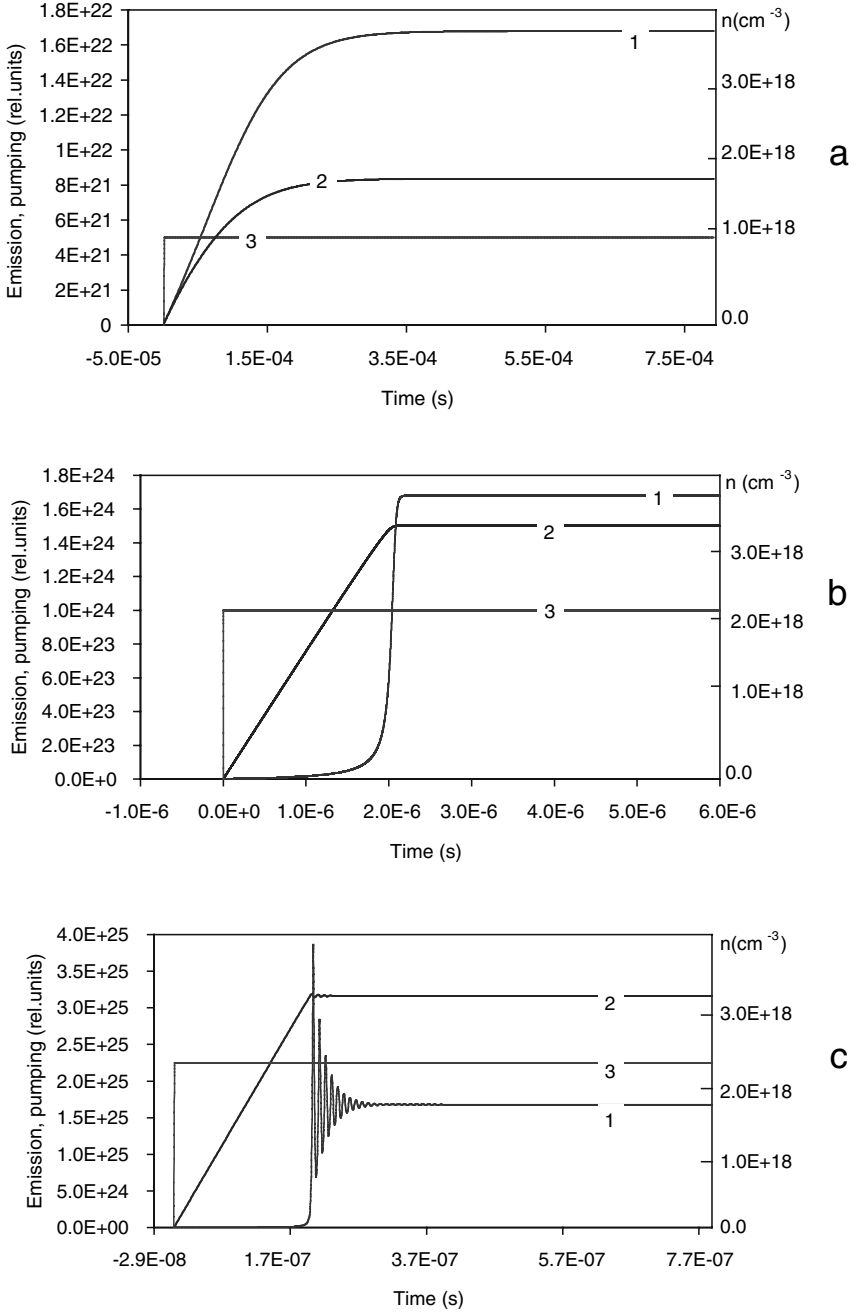 1.8E+22
1.6E+22
1.4E+22
1.2E+22
1E+22
8E+21
6E+21
4E+21
2E+21
0
Emission, pumping (rel.units)
n(cm -3)
3.0E+18
2.0E+18
1.0E+18
0.0
1
2
3
a
-5.0E-05 1.5E-04 3.5E-04 5.5E-04 7.5E-04
Time (s)
1.8E+24
1.6E+24
1.4E+24
1.2E+24
1.0E+24
8.0E+23
6.0E+23
4.0E+23
2.0E+23
0.0E+0
Emission, pumping (rel.units)
n (cm -3)
3.0E+18
2.0E+18
1.0E+18
0.0
1
2
3
b
-1.0E-6 0.0E+0 1.0E-6 2.0E-6 3.0E-6 4.0E-6 5.0E-6 6.0E-6
Time (s)
4.0E+25
3.5E+25
3.0E+25
2.5E+25
2.0E+25
1.5E+25
1.0E+25
5.0E+24
0.0E+00
Emission, pumping (rel.units)
n(cm -3)
3.0E+18
2.0E+18
1.0E+18
0.0
2
3
1
c
-2.9E-08 1.7E-07 3.7E-07 5.7E-07 7.7E-07
Time (s)